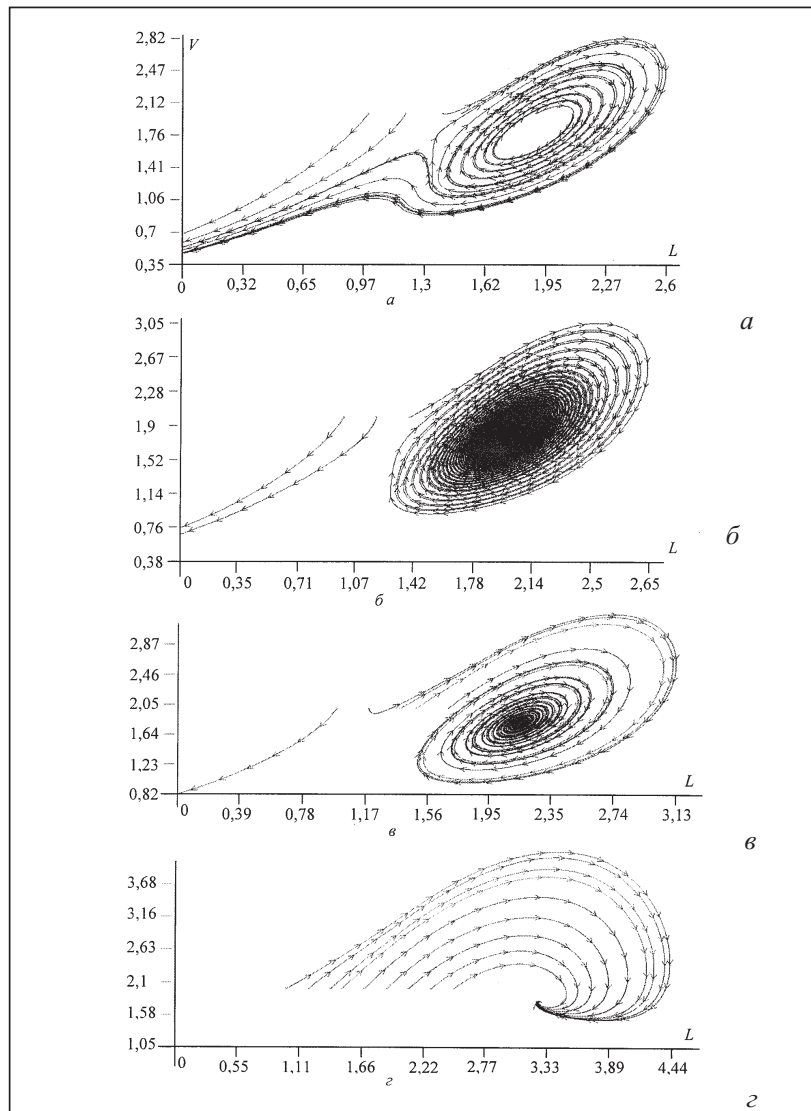 2,82
V
2,47
2,12
1,76
1,41
1,06
0,7
0,35
L
0 0,32 0,65 0,97 1,3 1,62 1,95 2,27 2,6
а
а
3,05
2,67
2,28
1,9
1,52
1,14
0,76
0,38
L
0 0,35 0,71 1,07 1,42 1,78 2,14 2,5 2,65
б
б
2,87
2,46
2,05
1,64
1,23
0,82
L
0 0,39 0,78 1,17 1,56 1,95 2,35 2,74 3,13
в
в
3,68
3,16
2,63
2,1
1,58
1,05
L
0 0,55 1,11 1,66 2,22 2,77 3,33 3,89 4,44
г
г